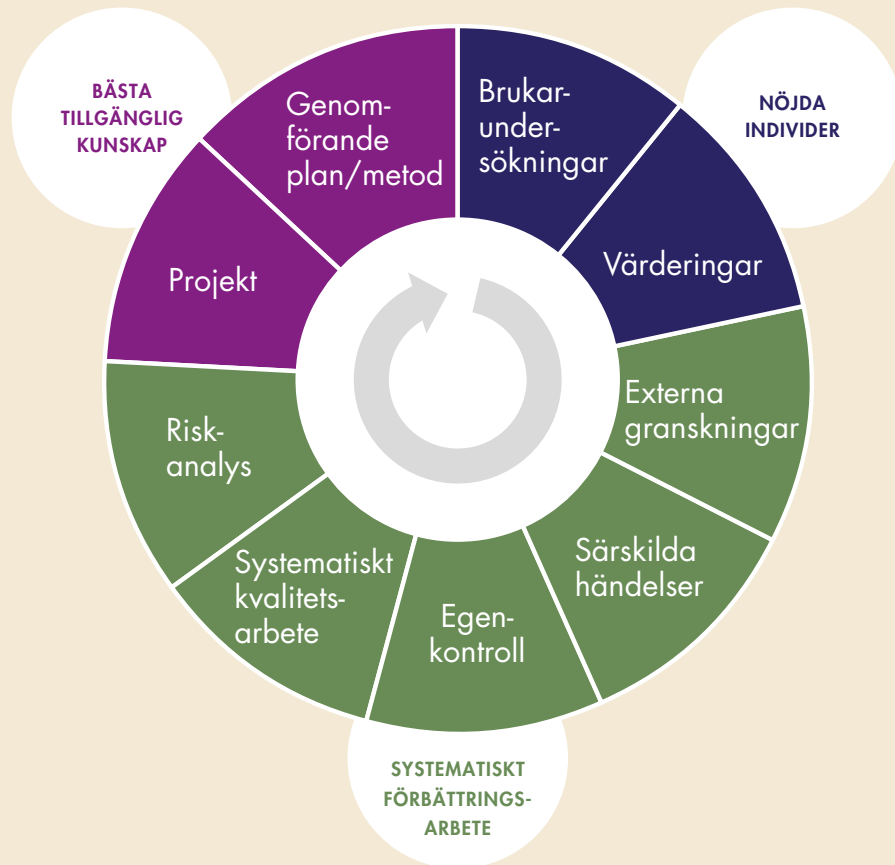 BÄSTA
TILLGÄNGLIG
KUNSKAP
NÖJDA
INDIVIDER
Genom-
förande
plan/metod
Brukar-
under-
sökningar
Värderingar
Projekt
Externa
granskningar
Risk-
analys
Särskilda
händelser
Systematiskt
kvalitets-
arbete
Egen-
kontroll
SYSTEMATISKT
FÖRBÄTTRINGS-
ARBETE